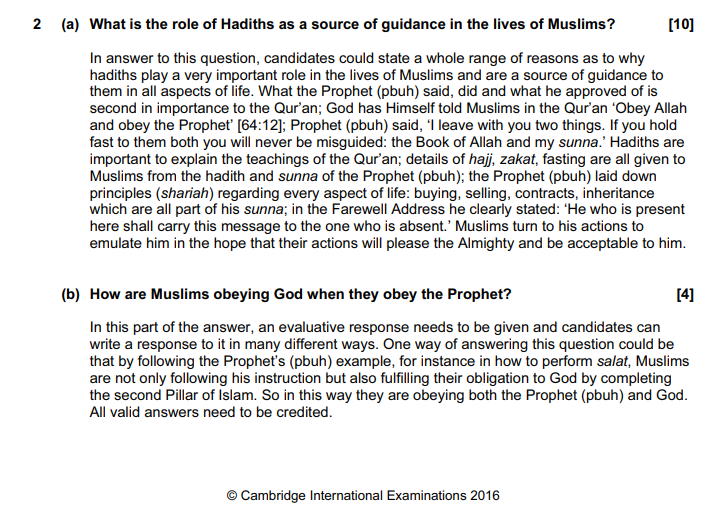 2 (a) What is the role of Hadiths as a source of guidance in the lives of Muslims? [10]
In answer to this question, candidates could state a whole range of reasons as to why
hadiths play a very important role in the lives of Muslims and are a source of guidance to
them in all aspects of life. What the Prophet (pbuh) said, did and what he approved of is
second in importance to the Qur'an; God has Himself told Muslims in the Qur'an 'Obey Allah
and obey the Prophet' [64:12]; Prophet (pbuh) said, 'I leave with you two things. If you hold
fast to them both you will never be misguided: the Book of Allah and my sunna.' Hadiths are
important to explain the teachings of the Qur'an; details of hajj, zakat, fasting are all given to
Muslims from the hadith and sunna of the Prophet (pbuh); the Prophet (pbuh) laid down
principles (shariah) regarding every aspect of life: buying, selling, contracts, inheritance
which are all part of his sunna; in the Farewell Address he clearly stated: 'He who is present
here shall carry this message to the one who is absent.' Muslims turn to his actions to
emulate him in the hope that their actions will please the Almighty and be acceptable to him.
(b) How are Muslims obeying God when they obey the Prophet? [4]
In this part of the answer, an evaluative response needs to be given and candidates can
write a response to it in many different ways. One way of answering this question could be
that by following the Prophet's (pbuh) example, for instance in how to perform salat, Muslims
are not only following his instruction but also fulfilling their obligation to God by completing
the second Pillar of Islam. So in this way they are obeying both the Prophet (pbuh) and God.
All valid answers need to be credited.
© Cambridge International Examinations 2016